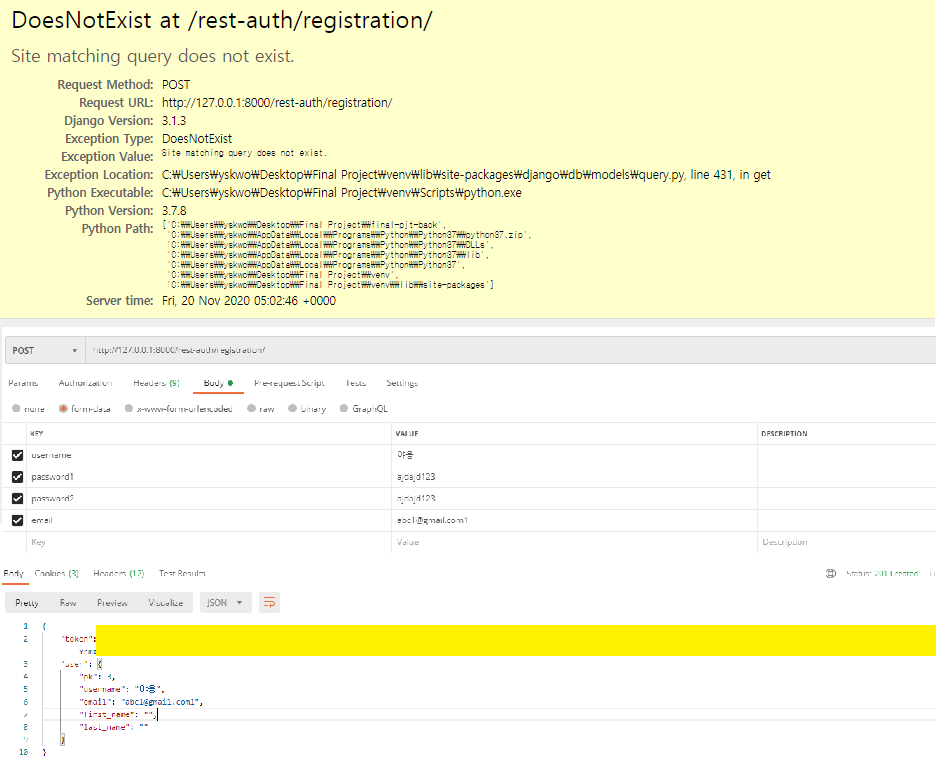 DoesNotExist at /rest-auth/registration/
Site matching query does not exist.
Request Method: POST
Request URL: http://127.0.0.1:8000/rest-auth/registration/
Django Version: 3.1.3
Exception Type: DoesNotExist
Exception Value: Site matching query does not exist.
Exception Location: C:₩Users₩yskwo₩Desktop₩Final Project₩venv₩lib₩site-packages₩django₩db₩models₩query.py, line 431, in get
Python Executable: C:₩Users₩yskwo₩Desktop₩Final Project₩venv₩Scripts₩python.exe
Python Version: 3.7.8
Python Path: ['C:₩₩Users₩₩yskwo₩₩Desktop₩₩Final Project₩₩final-pjt-back',
'C:₩₩Users₩₩yskwo₩₩AppData₩₩Local₩₩Programs₩₩Python₩₩Python37₩₩python37.zip',
'C:₩₩Users₩₩yskwo₩₩AppData₩₩Local₩₩Programs₩₩Python₩₩Python37₩₩DLLs',
'C:₩₩Users₩₩yskwo₩₩AppData₩₩Local₩₩Programs₩₩Python₩₩Python37₩₩lib',
'C:₩₩Users₩₩yskwo₩₩AppData₩₩Local₩₩Programs₩₩Python₩₩Python37',
'C:₩₩Users₩₩yskwo₩₩Desktop₩₩Final Project₩₩venv',
'C:₩₩Users₩₩yskwo₩₩Desktop₩₩Final Project₩₩venv₩₩lib₩₩site-packages']
Server time: Fri, 20 Nov 2020 05:02:46 +0000
POST http://127.0.0.1:8000/rest-auth/registration/
Params Authorization Headers (9) Body Pre-request Script Tests Settings
none form-data x-www-form-urlencoded raw binary GraphQL
KEY VALUE DESCRIPTION
username 야옹
password1 ajdajd123
password2 ajdajd123
email abc1@gmail.com1
Key Value Description
Body Cookies (3) Headers (12) Test Results Status: 201 Created
Pretty Raw Preview Visualize JSON
1 {
2 "token":
3 "user": {
4 "pk": 3,
5 "username": "야옹",
6 "email": "abc1@gmail.com1",
7 "first_name": "",
8 "last_name": ""
9 }
10 }